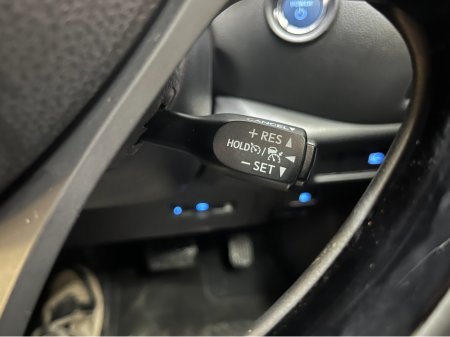 CANCEL
+ RES
HOLD /
− SET